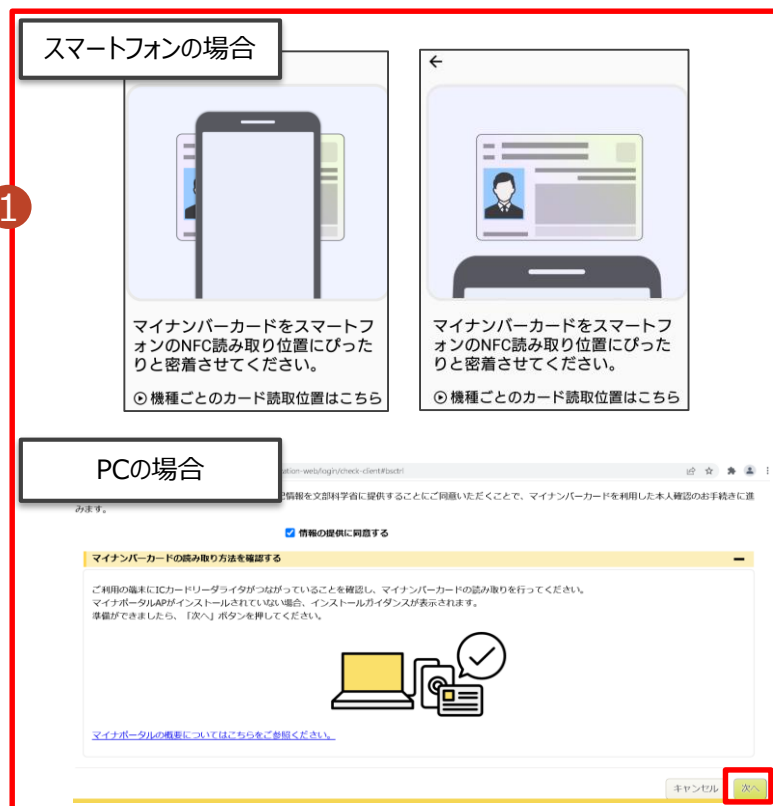 スマートフォンの場合
←
1
マイナンバーカードをスマートフ
ォンのNFC読み取り位置にぴった
りと密着させてください。
機種ごとのカード読取位置はこちら
マイナンバーカードをスマートフ
ォンのNFC読み取り位置にぴった
りと密着させてください。
機種ごとのカード読取位置はこちら
PCの場合
ation-web/login/check-client#bsctri
情報を文部科学省に提供することにご同意いただくことで、マイナンバーカードを利用した本人確認のお手続きに進
みます。
情報の提供に同意する
マイナンバーカードの読み取り方法を確認する
ご利用の端末にICカードリーダライタがつながっていることを確認し、マイナンバーカードの読み取りを行ってください。
マイナポータルAPがインストールされていない場合、インストールガイダンスが表示されます。
準備ができましたら、「次へ」ボタンを押してください。
マイナポータルの概要についてはこちらをご参照ください。
キャンセル
次へ